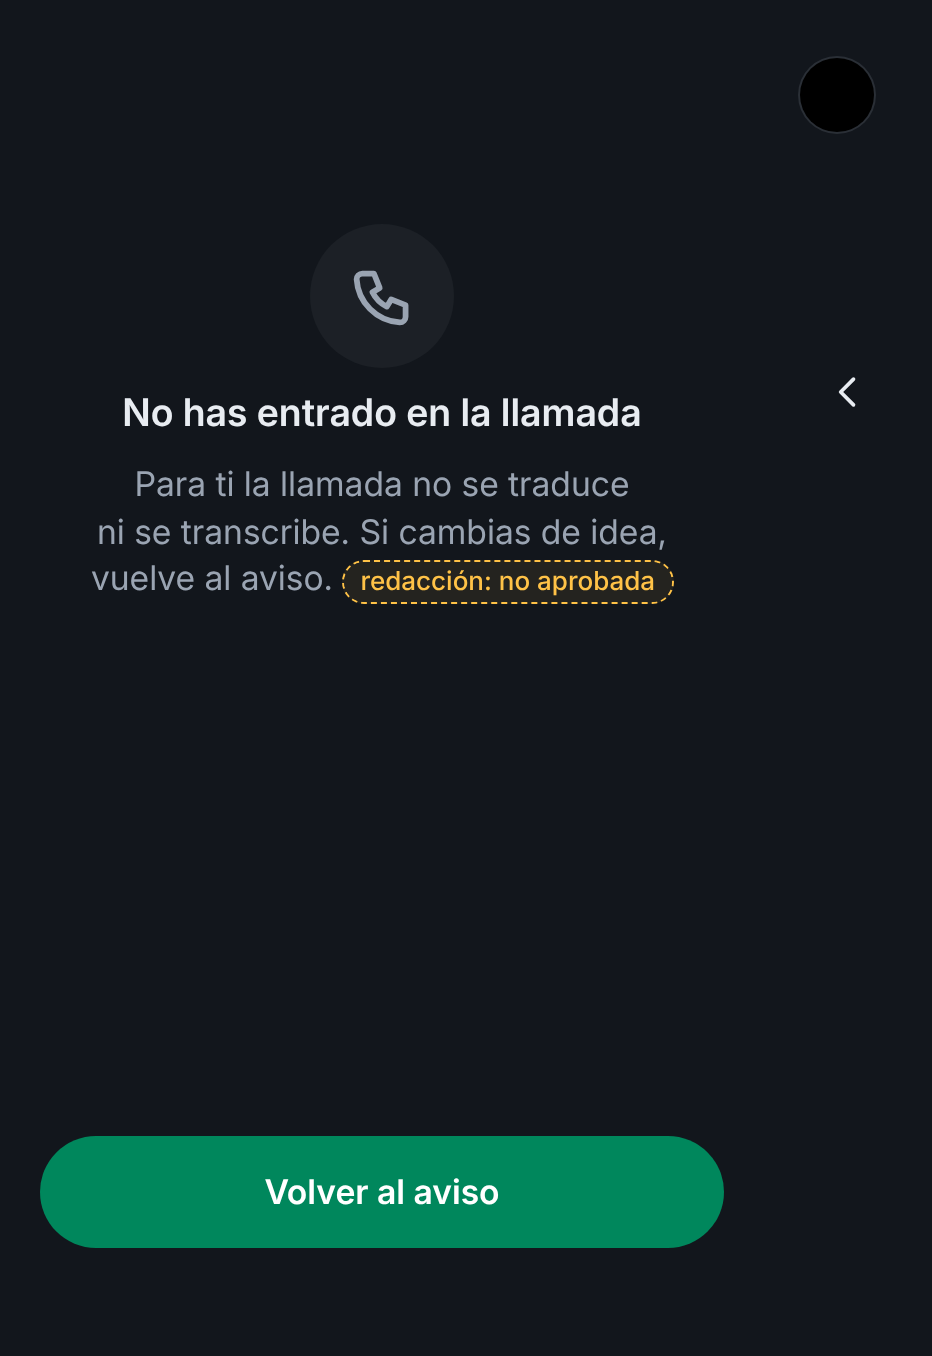 No has entrado en la llamada
Para ti la llamada no se traduce
ni se transcribe. Si cambias de idea,
vuelve al aviso. redacción: no aprobada
Volver al aviso